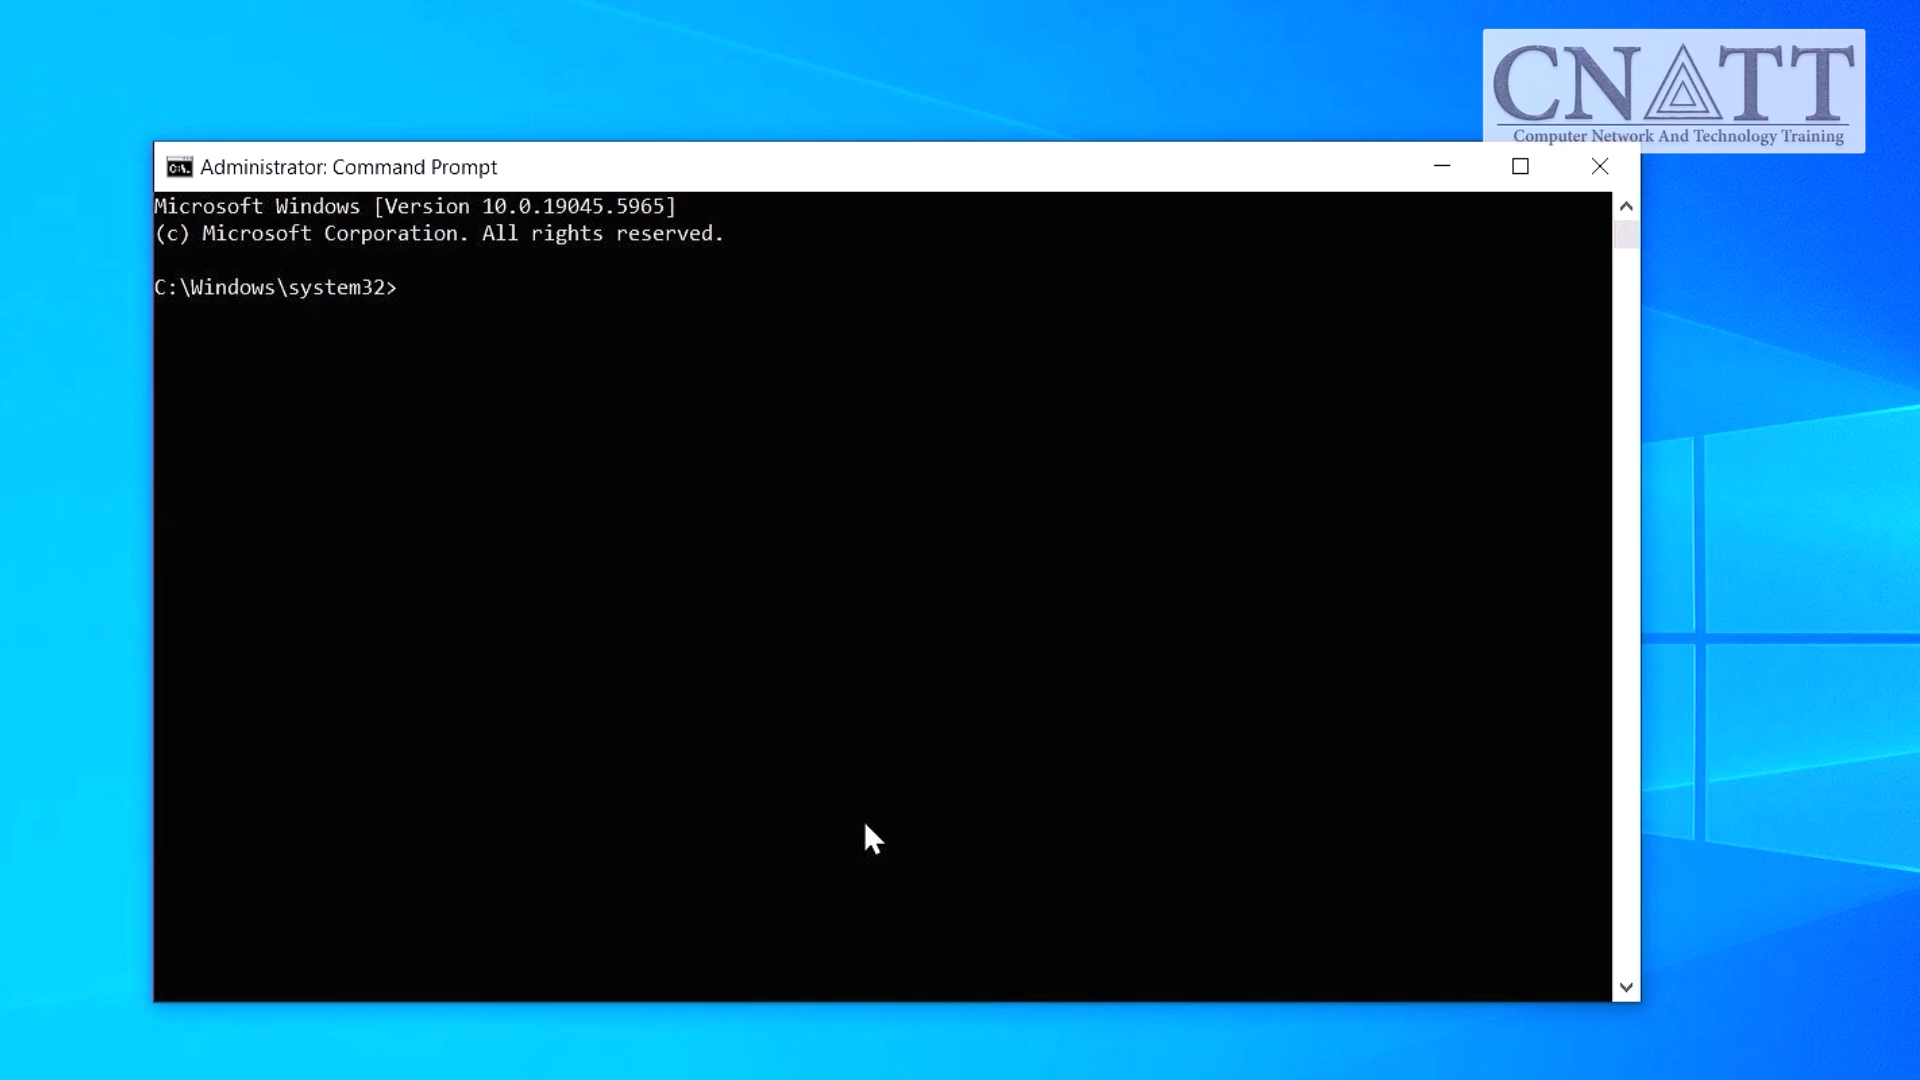 CNATT
Computer Network And Technology Training
Administrator: Command Prompt
Microsoft Windows [Version 10.0.19045.5965]
(c) Microsoft Corporation. All rights reserved.
C:\Windows\system32>